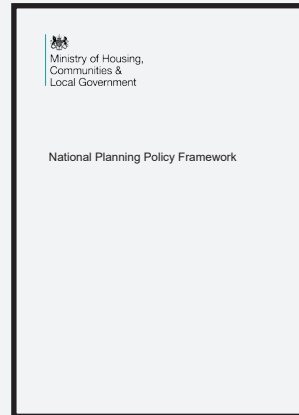 Ministry of Housing,
Communities &
Local Government
National Planning Policy Framework